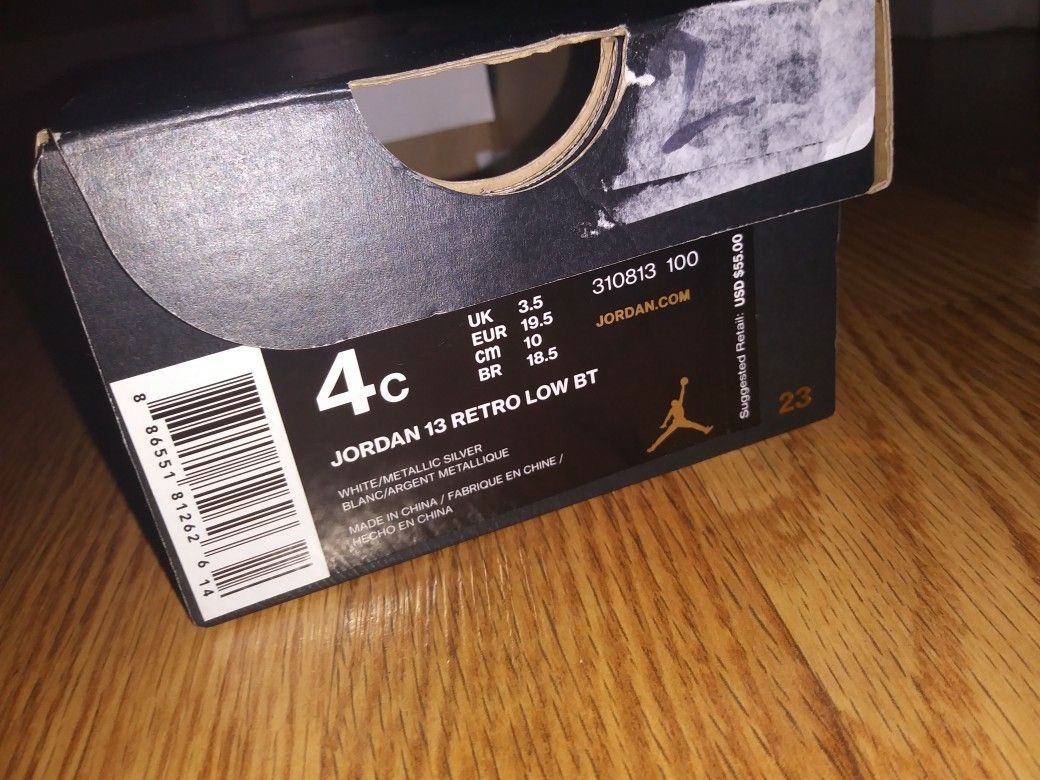 310813 100
JORDAN.COM
UK 3.5
EUR 19.5
cm 10
BR 18.5
4C
JORDAN 13 RETRO LOW BT
WHITE/METALLIC SILVER
BLANC/ARGENT METALLIQUE
MADE IN CHINA / FABRIQUE EN CHINE /
HECHO EN CHINA
8 86551 81262 6 14
Suggested Retail: USD $55.00
23